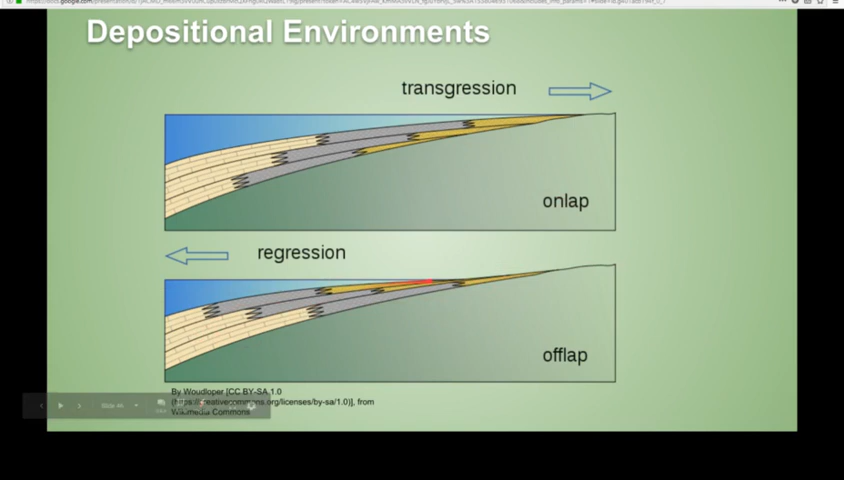 Depositional Environments
transgression
onlap
regression
offlap
By Woudloper [CC BY-SA 1.0
(https://creativecommons.org/licenses/by-sa/1.0)], from
Wikimedia Commons